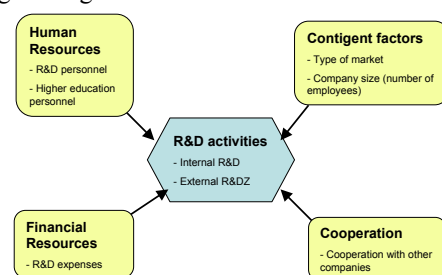 Human
Resources
- R&D personnel
- Higher education
personnel
Contigent factors
- Type of market
- Company size (number of
employees)
R&D activities
- Internal R&D
- External R&DZ
Financial
Resources
- R&D expenses
Cooperation
- Cooperation with other
companies